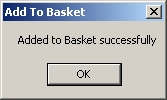 Add To Basket
Added to Basket successfully
OK